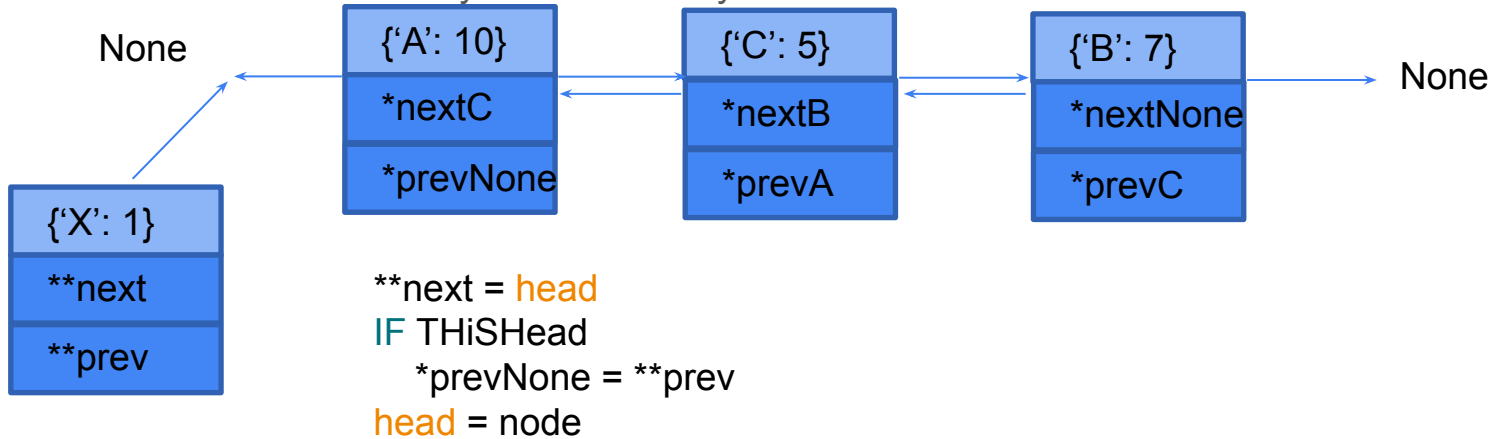 None
{‘A’: 10}
*nextC
*prevNone
{‘C’: 5}
*nextB
*prevA
{‘B’: 7}
*nextNone
*prevC
None
{‘X’: 1}
**next
**prev
**next = head
IF THiSHead
*prevNone = **prev
head = node